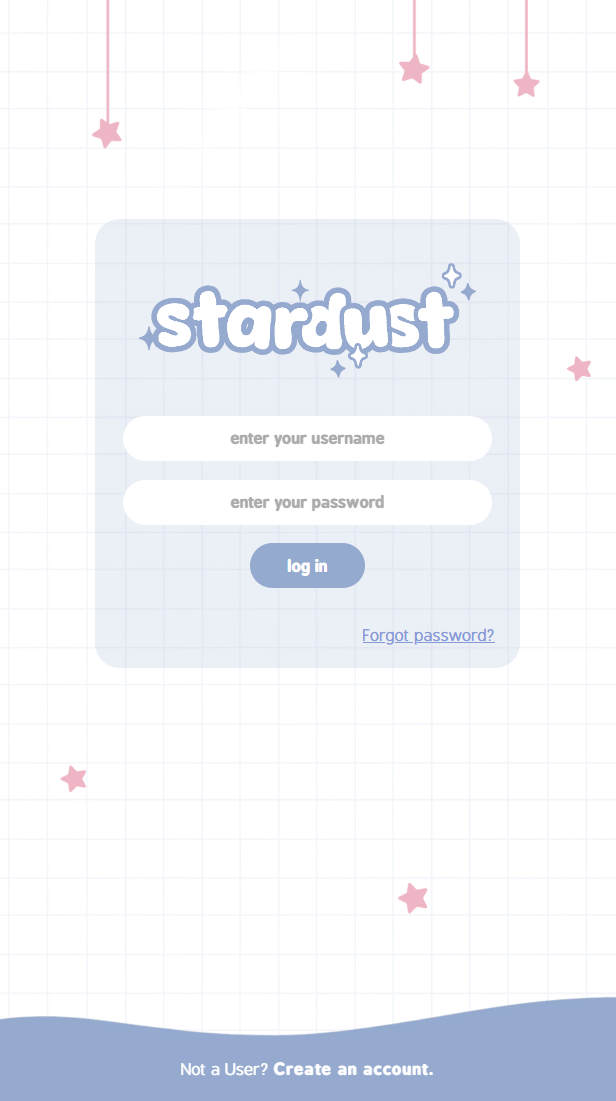 stardust
enter your username
enter your password
log in
Forgot password?
Not a User? Create an account.